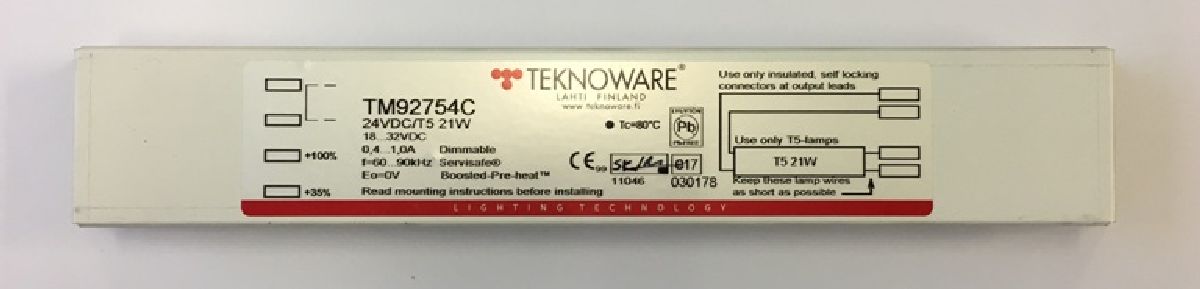 TEKNOWARE®
LAHTI FINLAND
www.teknoware.fi
TM92754C
24VDC/T5 21W
18...32VDC
0,4...1,0A Dimmable
f=60...90kHz Servisafe®
Eo=0V Boosted-Pre-heat™
Read mounting instructions before installing
+100%
+35%
Tc=80°C
Pb
CE 99
017
11046
030178
Use only insulated, self locking
connectors at output leads
Use only T5-lamps
T5 21W
Keep these lamp wires
as short as possible
LIGHTING TECHNOLOGY